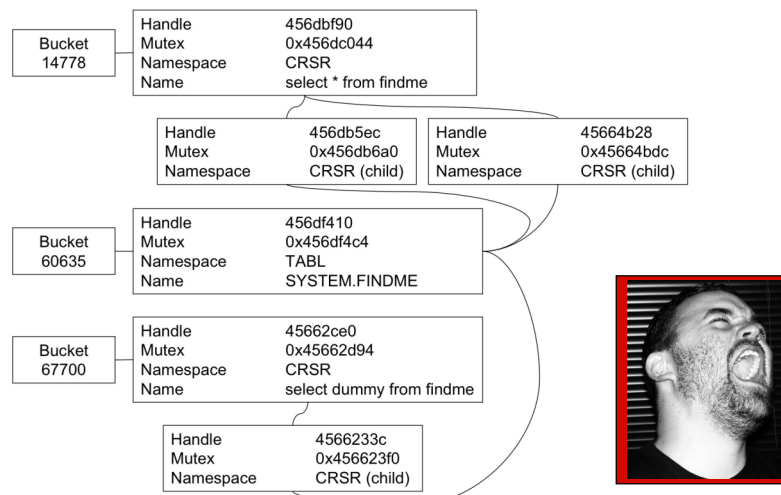 Bucket
14778
Handle 456dbf90
Mutex 0x456dc044
Namespace CRSR
Name select * from findme
Handle 456db5ec
Mutex 0x456db6a0
Namespace CRSR (child)
Handle 45664b28
Mutex 0x45664bdc
Namespace CRSR (child)
Bucket
60635
Handle 456df410
Mutex 0x456df4c4
Namespace TABL
Name SYSTEM.FINDME
Bucket
67700
Handle 45662ce0
Mutex 0x45662d94
Namespace CRSR
Name select dummy from findme
Handle 4566233c
Mutex 0x456623f0
Namespace CRSR (child)